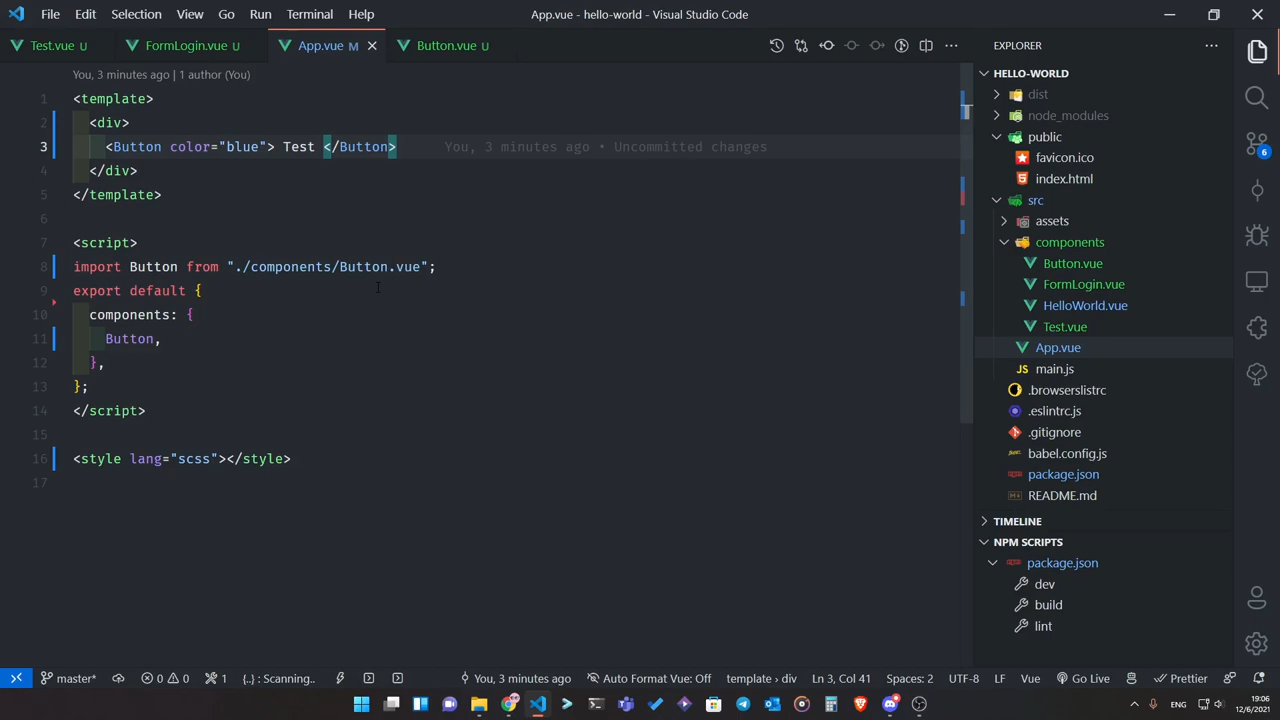 File Edit Selection View Go Run Terminal Help
App.vue - hello-world - Visual Studio Code
Test.vue U
FormLogin.vue U
App.vue M
Button.vue U
EXPLORER
You, 3 minutes ago | 1 author (You)
1 <template>
2 <div>
3 <Button color="blue"> Test </Button> You, 3 minutes ago • Uncommitted changes
4 </div>
5 </template>
6
7 <script>
8 import Button from "./components/Button.vue";
9 export default {
10 components: {
11 Button,
12 },
13 };
14 </script>
15
16 <style lang="scss"></style>
17
HELLO-WORLD
dist
node_modules
public
favicon.ico
index.html
src
assets
components
Button.vue
FormLogin.vue
HelloWorld.vue
Test.vue
App.vue
JS main.js
.browserslistrc
.eslintrc.js
.gitignore
babel.config.js
package.json
README.md
TIMELINE
NPM SCRIPTS
package.json
dev
build
lint
6
master* 0 0 1 {..} : Scanning.. You, 3 minutes ago Auto Format Vue: Off template › div Ln 3, Col 41 Spaces: 2 UTF-8 LF Vue Go Live Prettier
ENG
19:06
12/6/2021